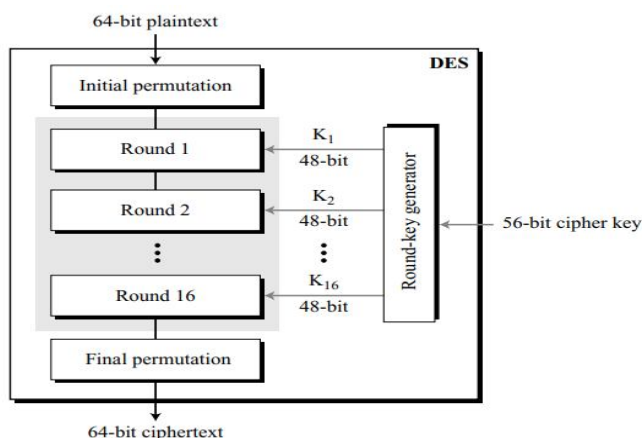 64-bit plaintext
DES
Initial permutation
Round 1
K1
48-bit
Round 2
K2
48-bit
Round-key generator
56-bit cipher key
Round 16
K16
48-bit
Final permutation
64-bit ciphertext